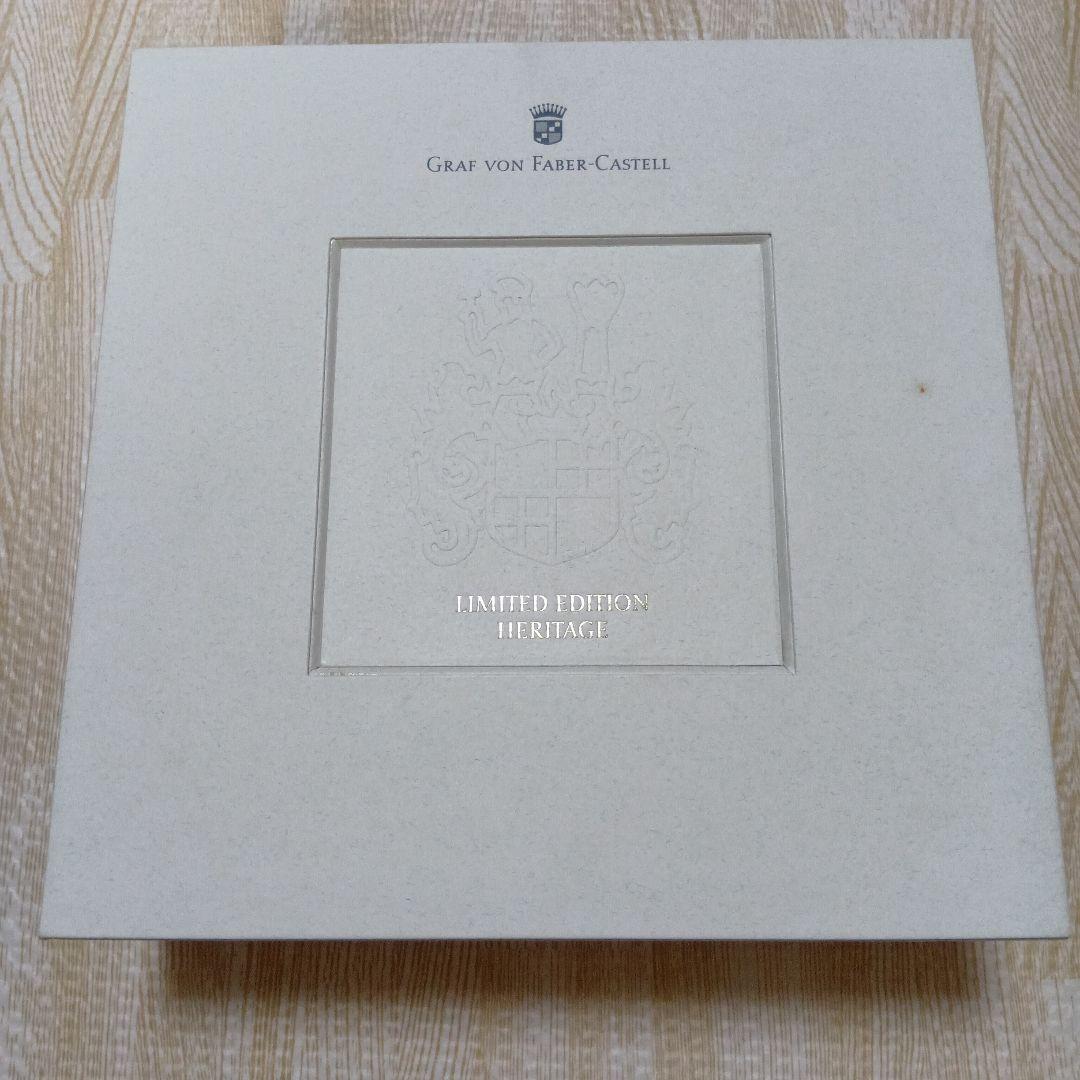 GRAF VON FABER-CASTELL
LIMITED EDITION
HERITAGE